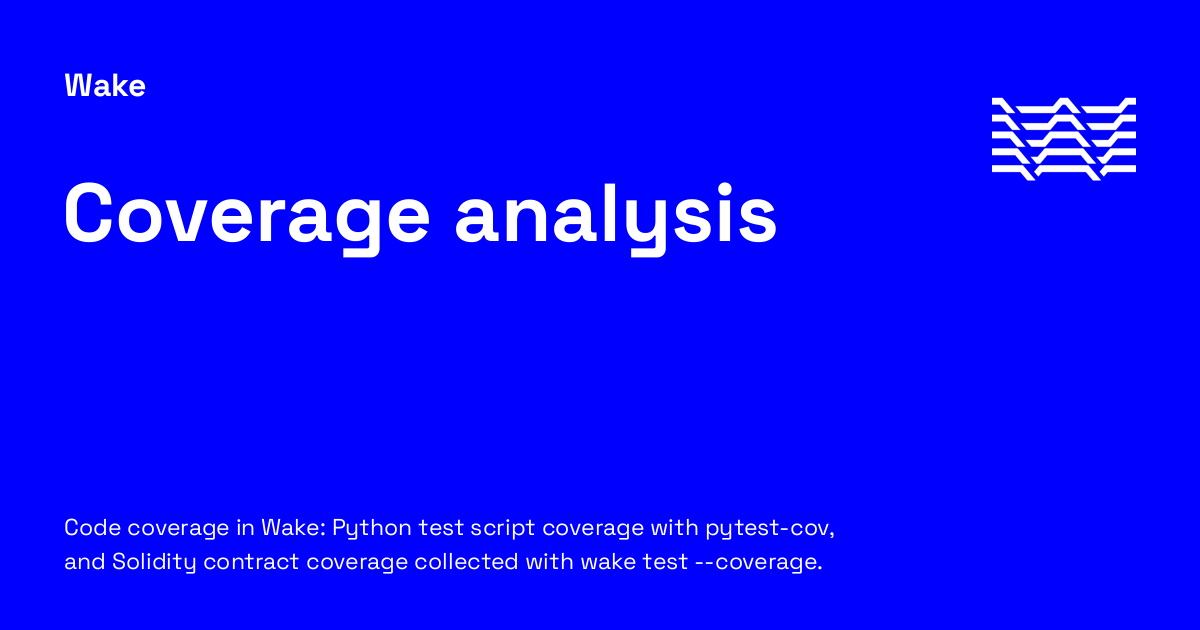 Wake
Coverage analysis
Code coverage in Wake: Python test script coverage with pytest-cov,
and Solidity contract coverage collected with wake test --coverage.